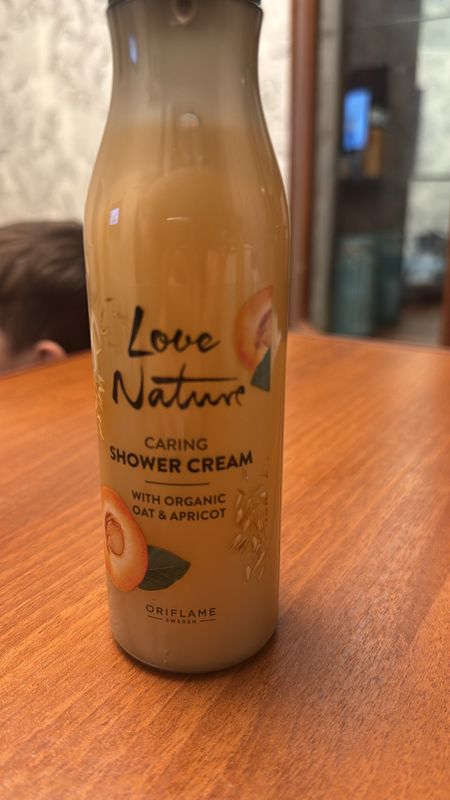 Love
Nature
CARING
SHOWER CREAM
WITH ORGANIC
OAT & APRICOT
ORIFLAME
SWEDEN